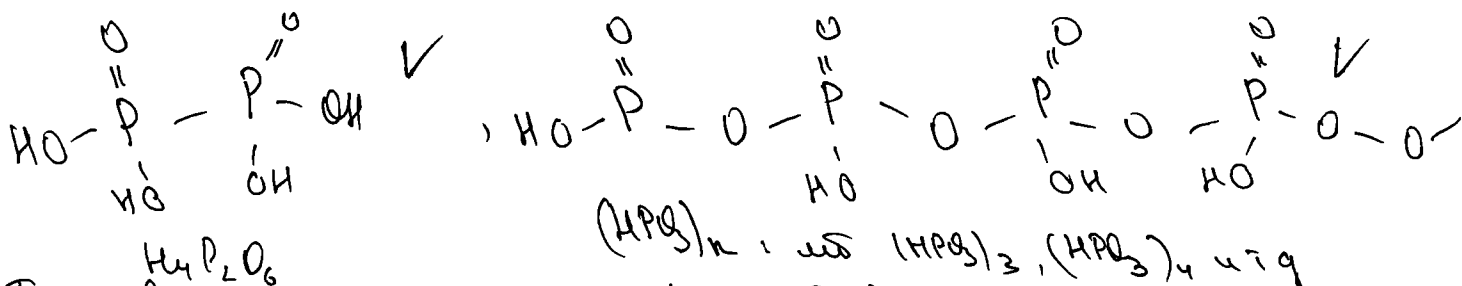 O O V O O O O V
HO P P OH , HO P O P O P O P O O
HO OH HO OH HO
H₄P₂O₆ (HPO₃)ₙ : (HPO₃)₃, (HPO₃)₄ и т д